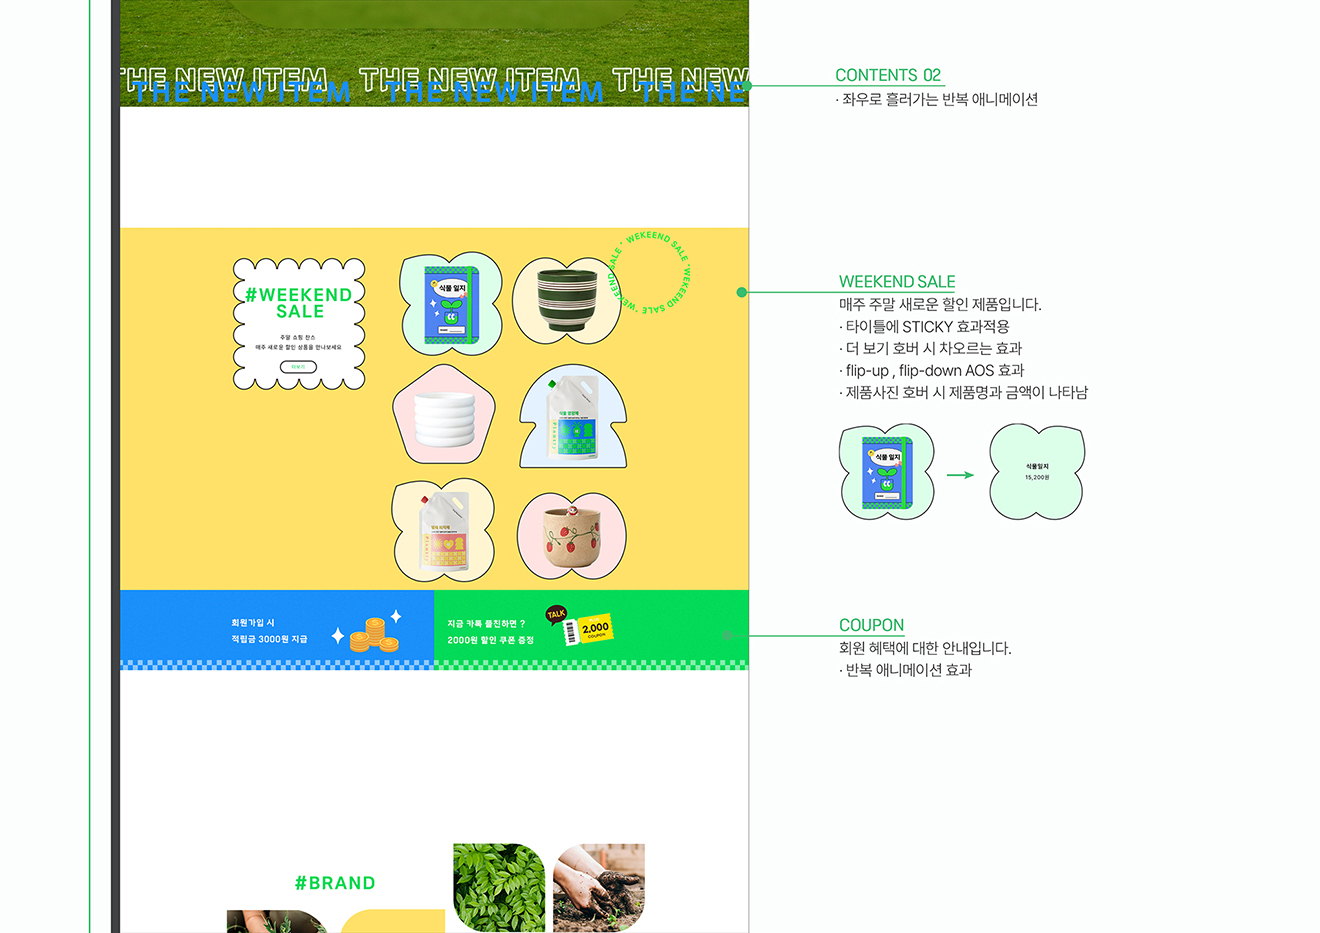 THE NEW ITEM THE NEW ITEM THE NEW
THE NEW ITEM THE NEW ITEM THE NE
CONTENTS 02
· 좌우로 흘러가는 반복 애니메이션
#WEEKEND
SALE
주말 쇼핑 찬스
매주 새로운 할인 상품을 만나보세요
더보기
식물 일지
WEKEEND SALE * WEKEEND SALE * WEKEEND SALE *
식물 영양제
WEEKEND SALE
매주 주말 새로운 할인 제품입니다.
· 타이틀에 STICKY 효과적용
· 더 보기 호버 시 차오르는 효과
· flip-up , flip-down AOS 효과
· 제품사진 호버 시 제품명과 금액이 나타남
식물 일지
식물일지
15,200원
회원가입 시
적립금 3000원 지급
지금 카톡 플친하면 ?
2000원 할인 쿠폰 증정
TALK
2,000
COUPON
COUPON
회원 혜택에 대한 안내입니다.
· 반복 애니메이션 효과
#BRAND